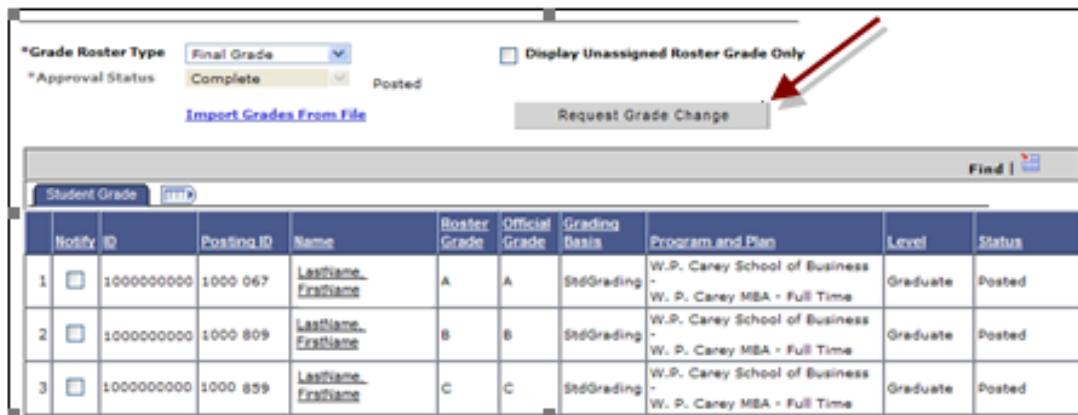 *Grade Roster Type Final Grade Display Unassigned Roster Grade Only
*Approval Status Complete Posted
Import Grades From File Request Grade Change
Find |
Student Grade
Notify ID Posting ID Name Roster Grade Official Grade Grading Basis Program and Plan Level Status
1 1000000000 1000 067 LastName, FirstName A A StdGrading W.P. Carey School of Business - W. P. Carey MBA - Full Time Graduate Posted
2 1000000000 1000 809 LastName, FirstName B B StdGrading W.P. Carey School of Business - W. P. Carey MBA - Full Time Graduate Posted
3 1000000000 1000 859 LastName, FirstName C C StdGrading W.P. Carey School of Business - W. P. Carey MBA - Full Time Graduate Posted